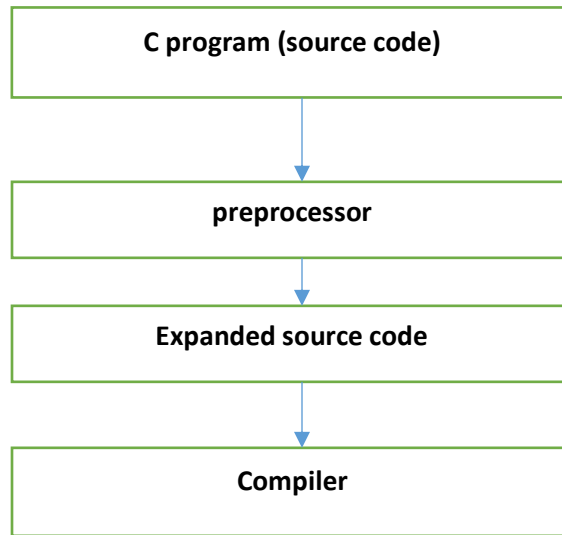 C program (source code)
preprocessor
Expanded source code
Compiler